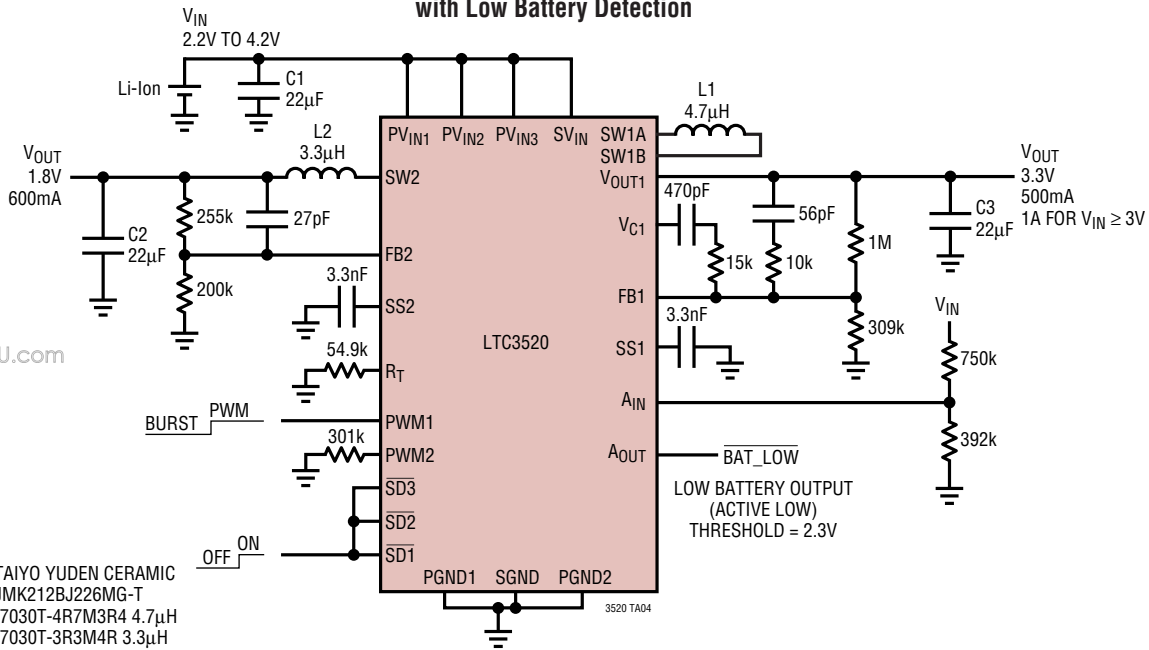 with Low Battery Detection
VIN
2.2V TO 4.2V
Li-Ion
C1
22µF
L1
4.7µH
L2
3.3µH
PVIN1 PVIN2 PVIN3 SVIN SW1A
SW1B
VOUT
1.8V
600mA
SW2
VOUT1
VOUT
3.3V
500mA
1A FOR VIN ≥ 3V
255k
27pF
C2
22µF
470pF
56pF
C3
22µF
VC1
1M
15k
10k
FB2
200k
3.3nF
SS2
FB1
3.3nF
309k
VIN
LTC3520
SS1
750k
U.com
54.9k
RT
AIN
BURST PWM
PWM1
301k
PWM2
392k
AOUT
BAT_LOW
LOW BATTERY OUTPUT
(ACTIVE LOW)
THRESHOLD = 2.3V
SD3
SD2
OFF ON
SD1
TAIYO YUDEN CERAMIC
JMK212BJ226MG-T
7030T-4R7M3R4 4.7µH
7030T-3R3M4R 3.3µH
PGND1 SGND PGND2
3520 TA04